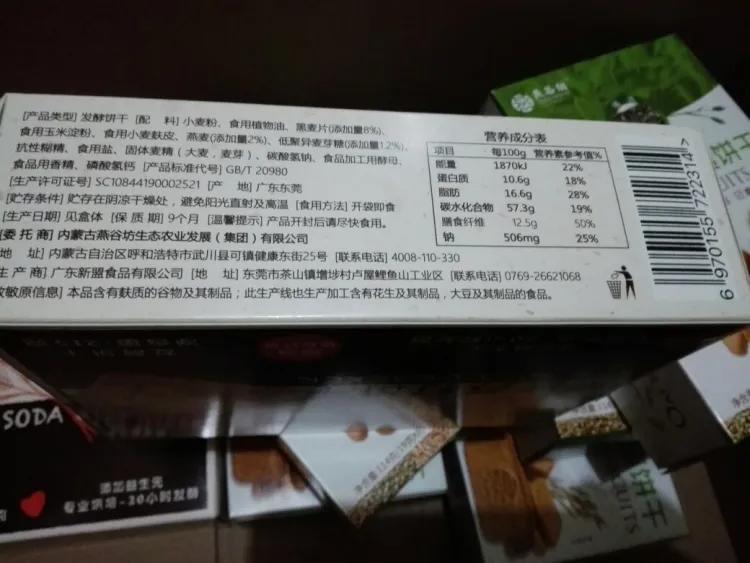 [产品类型] 发酵饼干 [配 料] 小麦粉、食用植物油、黑麦片(添加量8%)、
食用玉米淀粉、食用小麦麸皮、燕麦(添加量2%)、低聚异麦芽糖(添加量1.2%)、
抗性糊精、食用盐、固体麦精（大麦，麦芽）、碳酸氢钠、食品加工用酵母、
食品用香精、磷酸氢钙 [产品标准代号] GB/T 20980
[生产许可证号] SC10844190002521 [产 地] 广东东莞
[贮存条件] 贮存在阴凉干燥处，避免阳光直射及高温 [食用方法] 开袋即食
[生产日期] 见盒体 [保质期] 9个月 [温馨提示] 产品开封后请尽快食用。
[委托商] 内蒙古燕谷坊生态农业发展（集团）有限公司
地 址] 内蒙古自治区呼和浩特市武川县可镇健康东街25号 [联系电话] 4008-110-330
生产商] 广东新盟食品有限公司 [地 址] 东莞市茶山镇增埗村卢屋鲤鱼山工业区 [联系电话] 0769-26621068
敏原信息] 本品含有麸质的谷物及其制品；此生产线也生产加工含有花生及其制品，大豆及其制品的食品。
营养成分表
项目 每100g 营养素参考值%
能量 1870kJ 22%
蛋白质 10.6g 18%
脂肪 16.6g 28%
碳水化合物 57.3g 19%
膳食纤维 12.5g 50%
钠 506mg 25%
6 970155 722314 >
燕谷坊
饼干
SODA
专业烘焙-30小时发酵
饼干
FRUITS